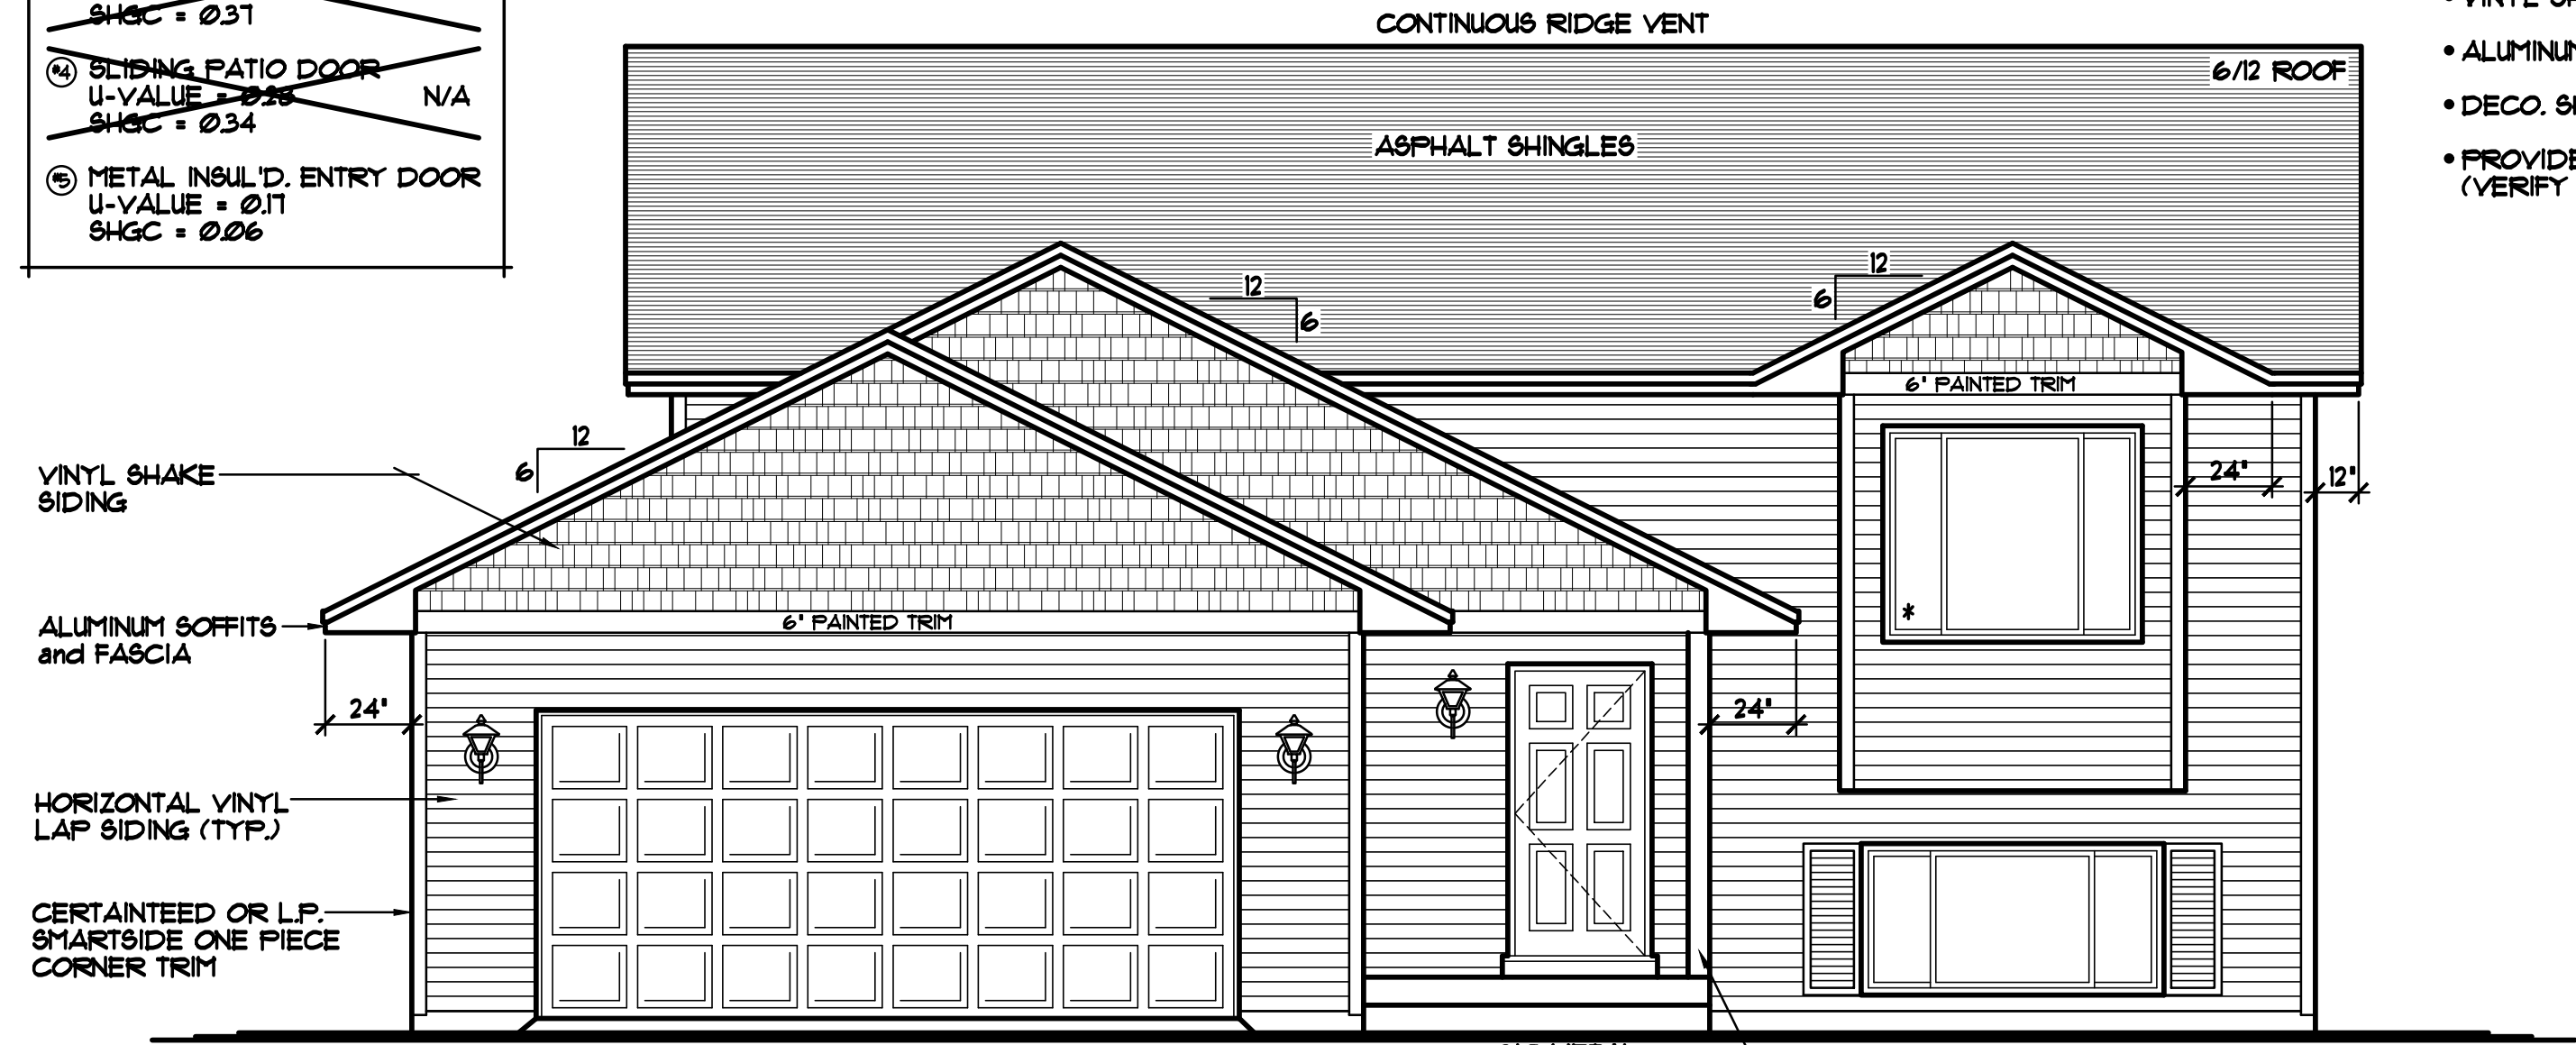 SHGC = 0.37
#4 SLIDING PATIO DOOR
U-VALUE = 0.28 N/A
SHGC = 0.34
#5 METAL INSUL'D. ENTRY DOOR
U-VALUE = 0.17
SHGC = 0.06
CONTINUOUS RIDGE VENT
6/12 ROOF
ASPHALT SHINGLES
• ALUMINUM
• DECO.
• PROVIDE
(VERIFY
12
6
12
6
6" PAINTED TRIM
12
6
24"
12"
VINYL SHAKE
SIDING
*
ALUMINUM SOFFITS
and FASCIA
6" PAINTED TRIM
24"
24"
HORIZONTAL VINYL
LAP SIDING (TYP.)
CERTAINTEED OR L.P.
SMARTSIDE ONE PIECE
CORNER TRIM